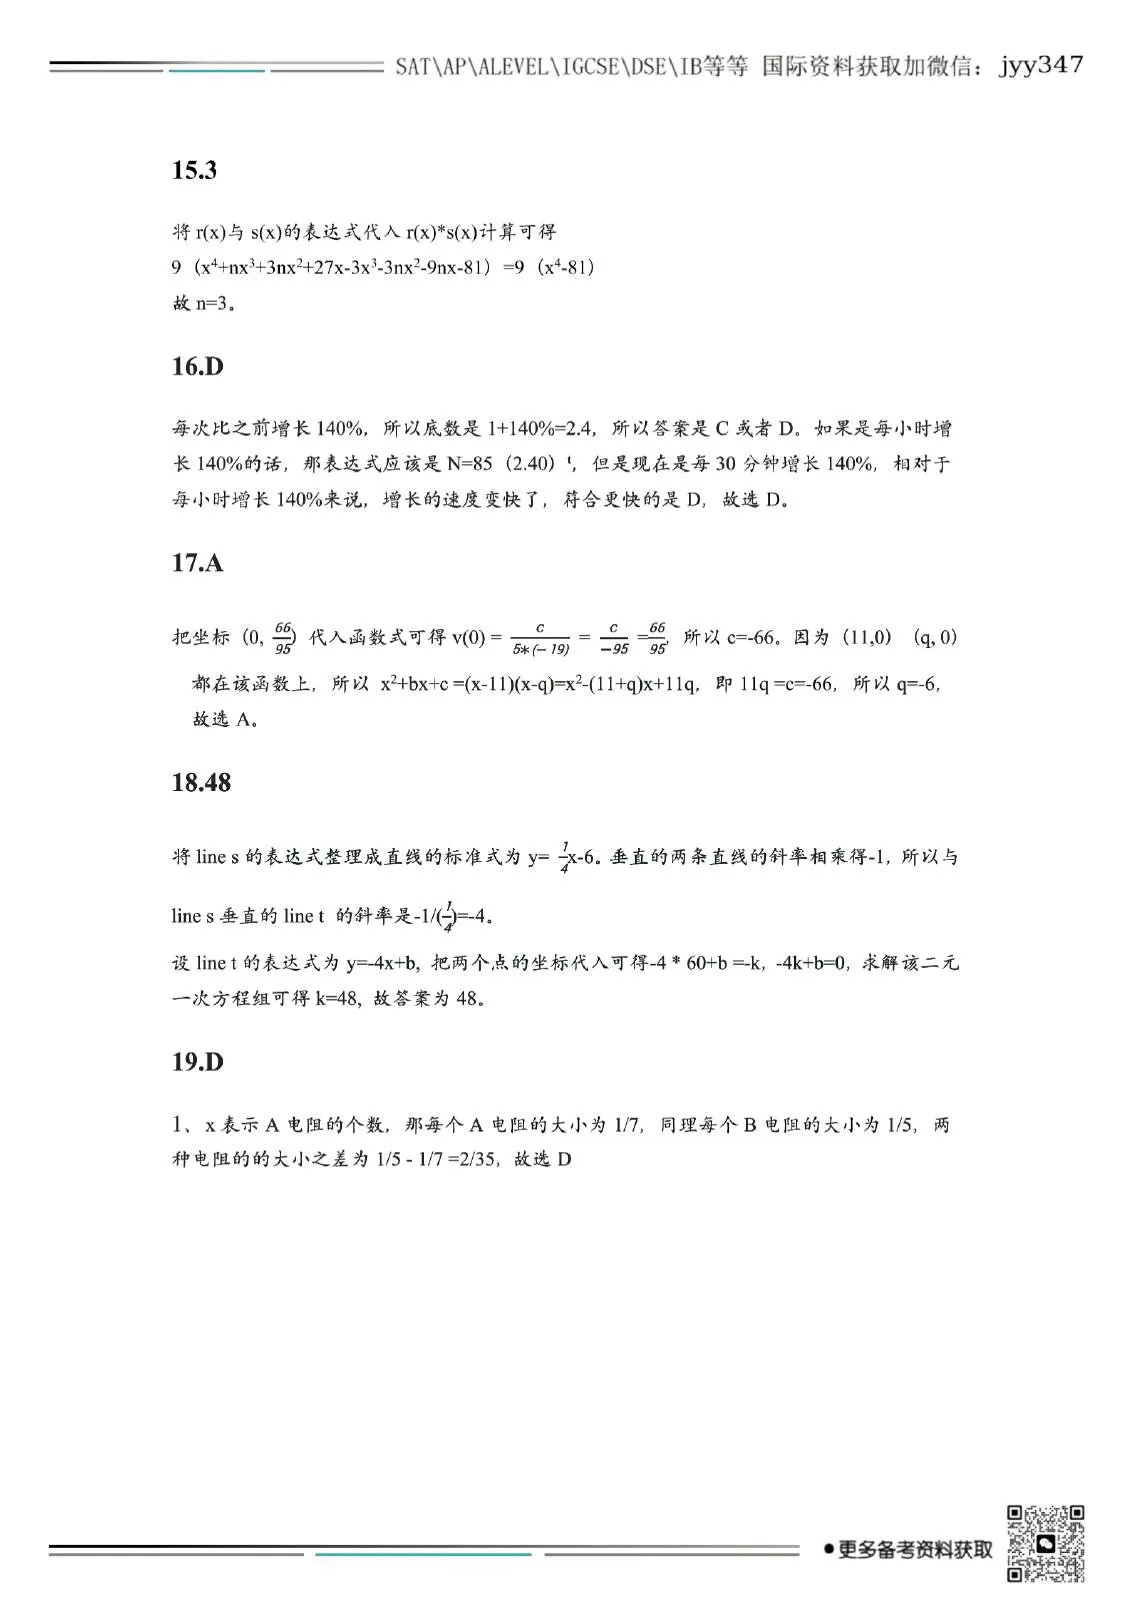 SAT\AP\ALEVEL\IGCSE\DSE\IB等等 国际资料获取加微信: jyy347
15.3
将 r(x)与 s(x)的表达式代入 r(x)*s(x)计算可得
9（x⁴+nx³+3nx²+27x-3x³-3nx²-9nx-81）=9（x⁴-81）
故 n=3。
16.D
每次比之前增长 140%，所以底数是 1+140%=2.4，所以答案是 C 或者 D。如果是每小时增
长 140%的话，那表达式应该是 N=85（2.40）ᵗ，但是现在是每 30 分钟增长 140%，相对于
每小时增长 140%来说，增长的速度变快了，符合更快的是 D，故选 D。
17.A
把坐标（0, 66/95）代入函数式可得 v(0) = c/5*(-19) = c/-95 = 66/95，所以 c=-66。因为（11,0）（q, 0）
都在该函数上，所以 x²+bx+c =(x-11)(x-q)=x²-(11+q)x+11q，即 11q =c=-66，所以 q=-6，
故选 A。
18.48
将 line s 的表达式整理成直线的标准式为 y= 1/4x-6。垂直的两条直线的斜率相乘得-1，所以与
line s 垂直的 line t 的斜率是-1/(1/4)=-4。
设 line t 的表达式为 y=-4x+b, 把两个点的坐标代入可得-4 * 60+b =-k，-4k+b=0，求解该二元
一次方程组可得 k=48, 故答案为 48。
19.D
1、x 表示 A 电阻的个数，那每个 A 电阻的大小为 1/7，同理每个 B 电阻的大小为 1/5，两
种电阻的的大小之差为 1/5 - 1/7 =2/35，故选 D
●更多备考资料获取